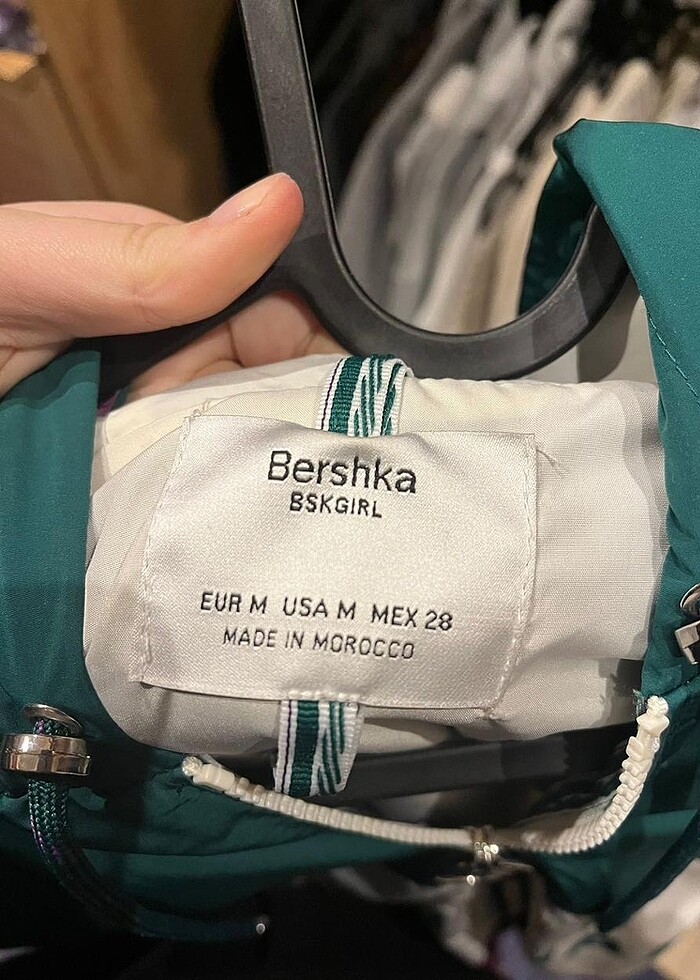 Bershka
BSKGIRL
EUR M USA M MEX 28
MADE IN MOROCCO